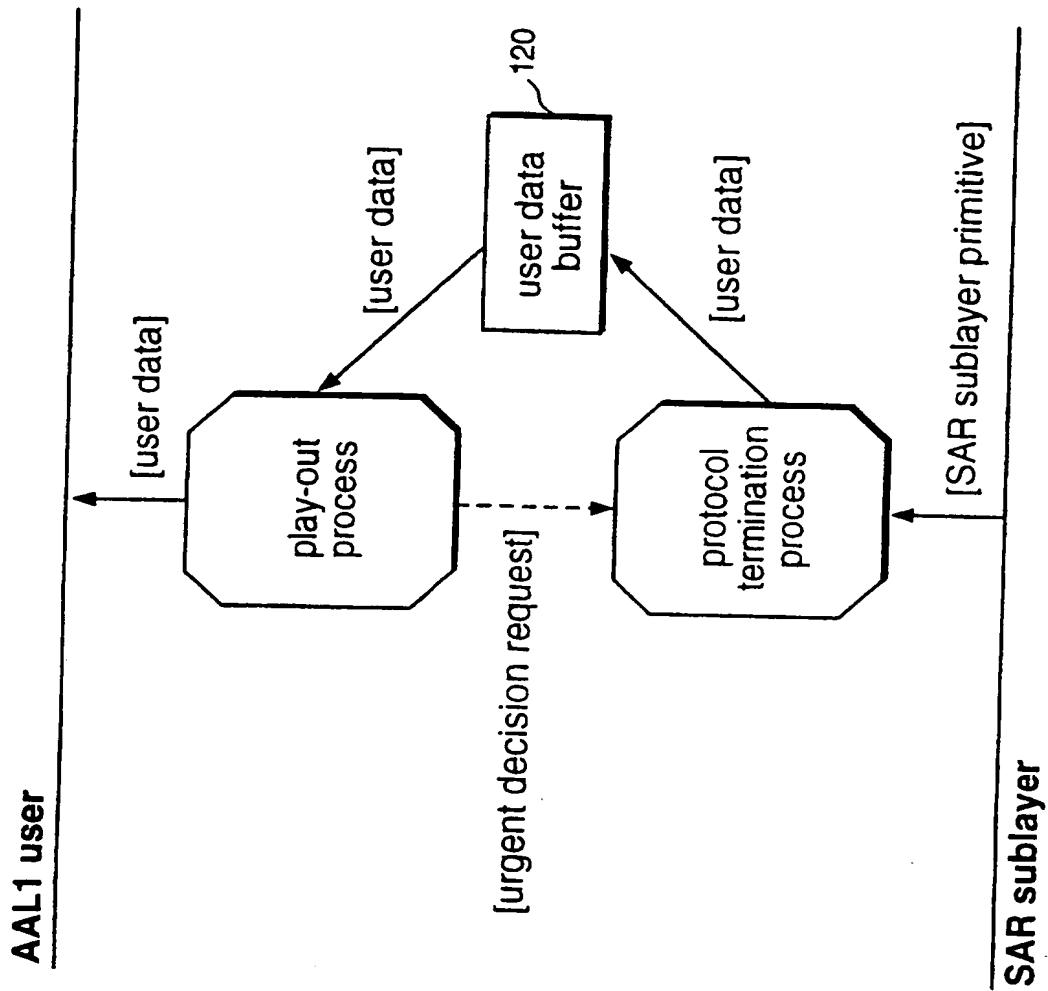 AAL1 user
[user data]
play-out
process
[user data]
120
user data
buffer
[urgent decision request]
[user data]
protocol
termination
process
[SAR sublayer primitive]
SAR sublayer